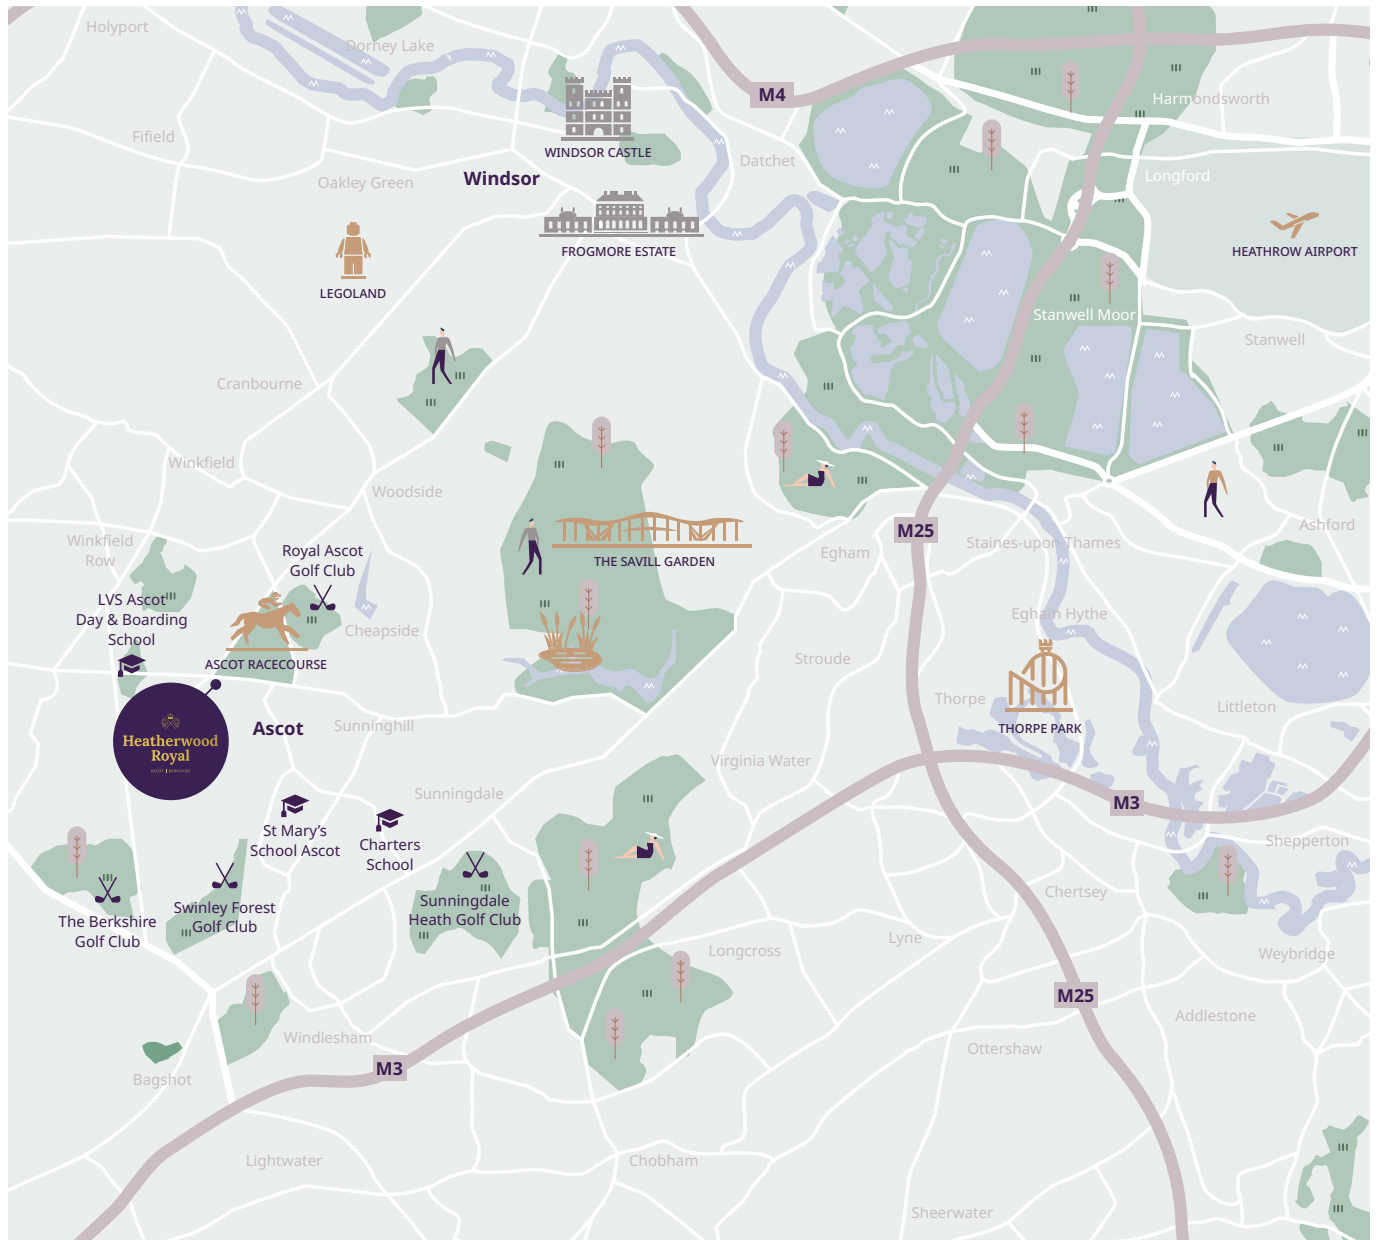 Holyport
Dorney Lake
M4
Harmondsworth
Fifield
WINDSOR CASTLE
Datchet
Oakley Green
Windsor
Longford
FROGMORE ESTATE
HEATHROW AIRPORT
LEGOLAND
Stanwell Moor
Stanwell
Cranbourne
Winkfield
Woodside
Winkfield
Row
Royal Ascot
Golf Club
THE SAVILL GARDEN
Egham
M25
Staines-upon-Thames
Ashford
LVS Ascot
Day & Boarding
School
Cheapside
Egham Hythe
ASCOT RACECOURSE
Stroude
Thorpe
THORPE PARK
Littleton
Heatherwood
Royal
ASCOT | BERKSHIRE
Ascot
Sunninghill
Virginia Water
Sunningdale
M3
St Mary's
School Ascot
Charters
School
Shepperton
Chertsey
The Berkshire
Golf Club
Swinley Forest
Golf Club
Sunningdale
Heath Golf Club
Longcross
Lyne
Weybridge
M25
Addlestone
Windlesham
Ottershaw
M3
Bagshot
Lightwater
Chobham
Sheerwater